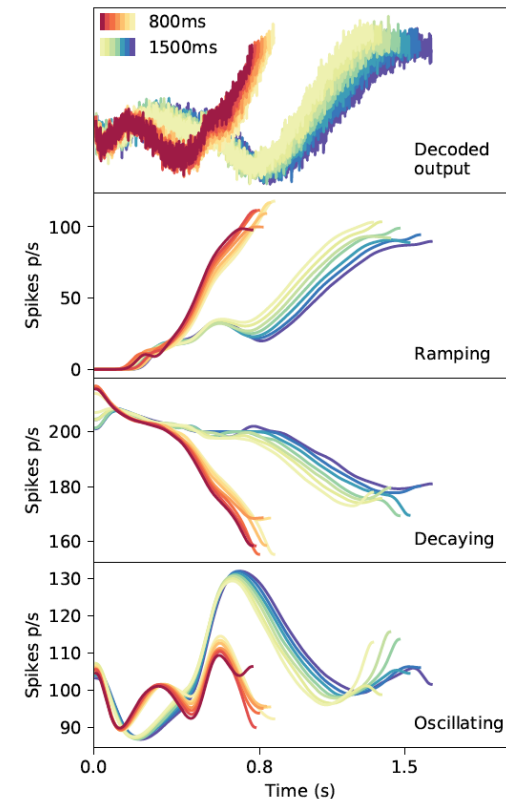 800ms
1500ms
Decoded
output
Spikes p/s
100
50
0
Ramping
Spikes p/s
200
180
160
Decaying
Spikes p/s
130
120
110
100
90
Oscillating
0.0 0.8 1.5
Time (s)